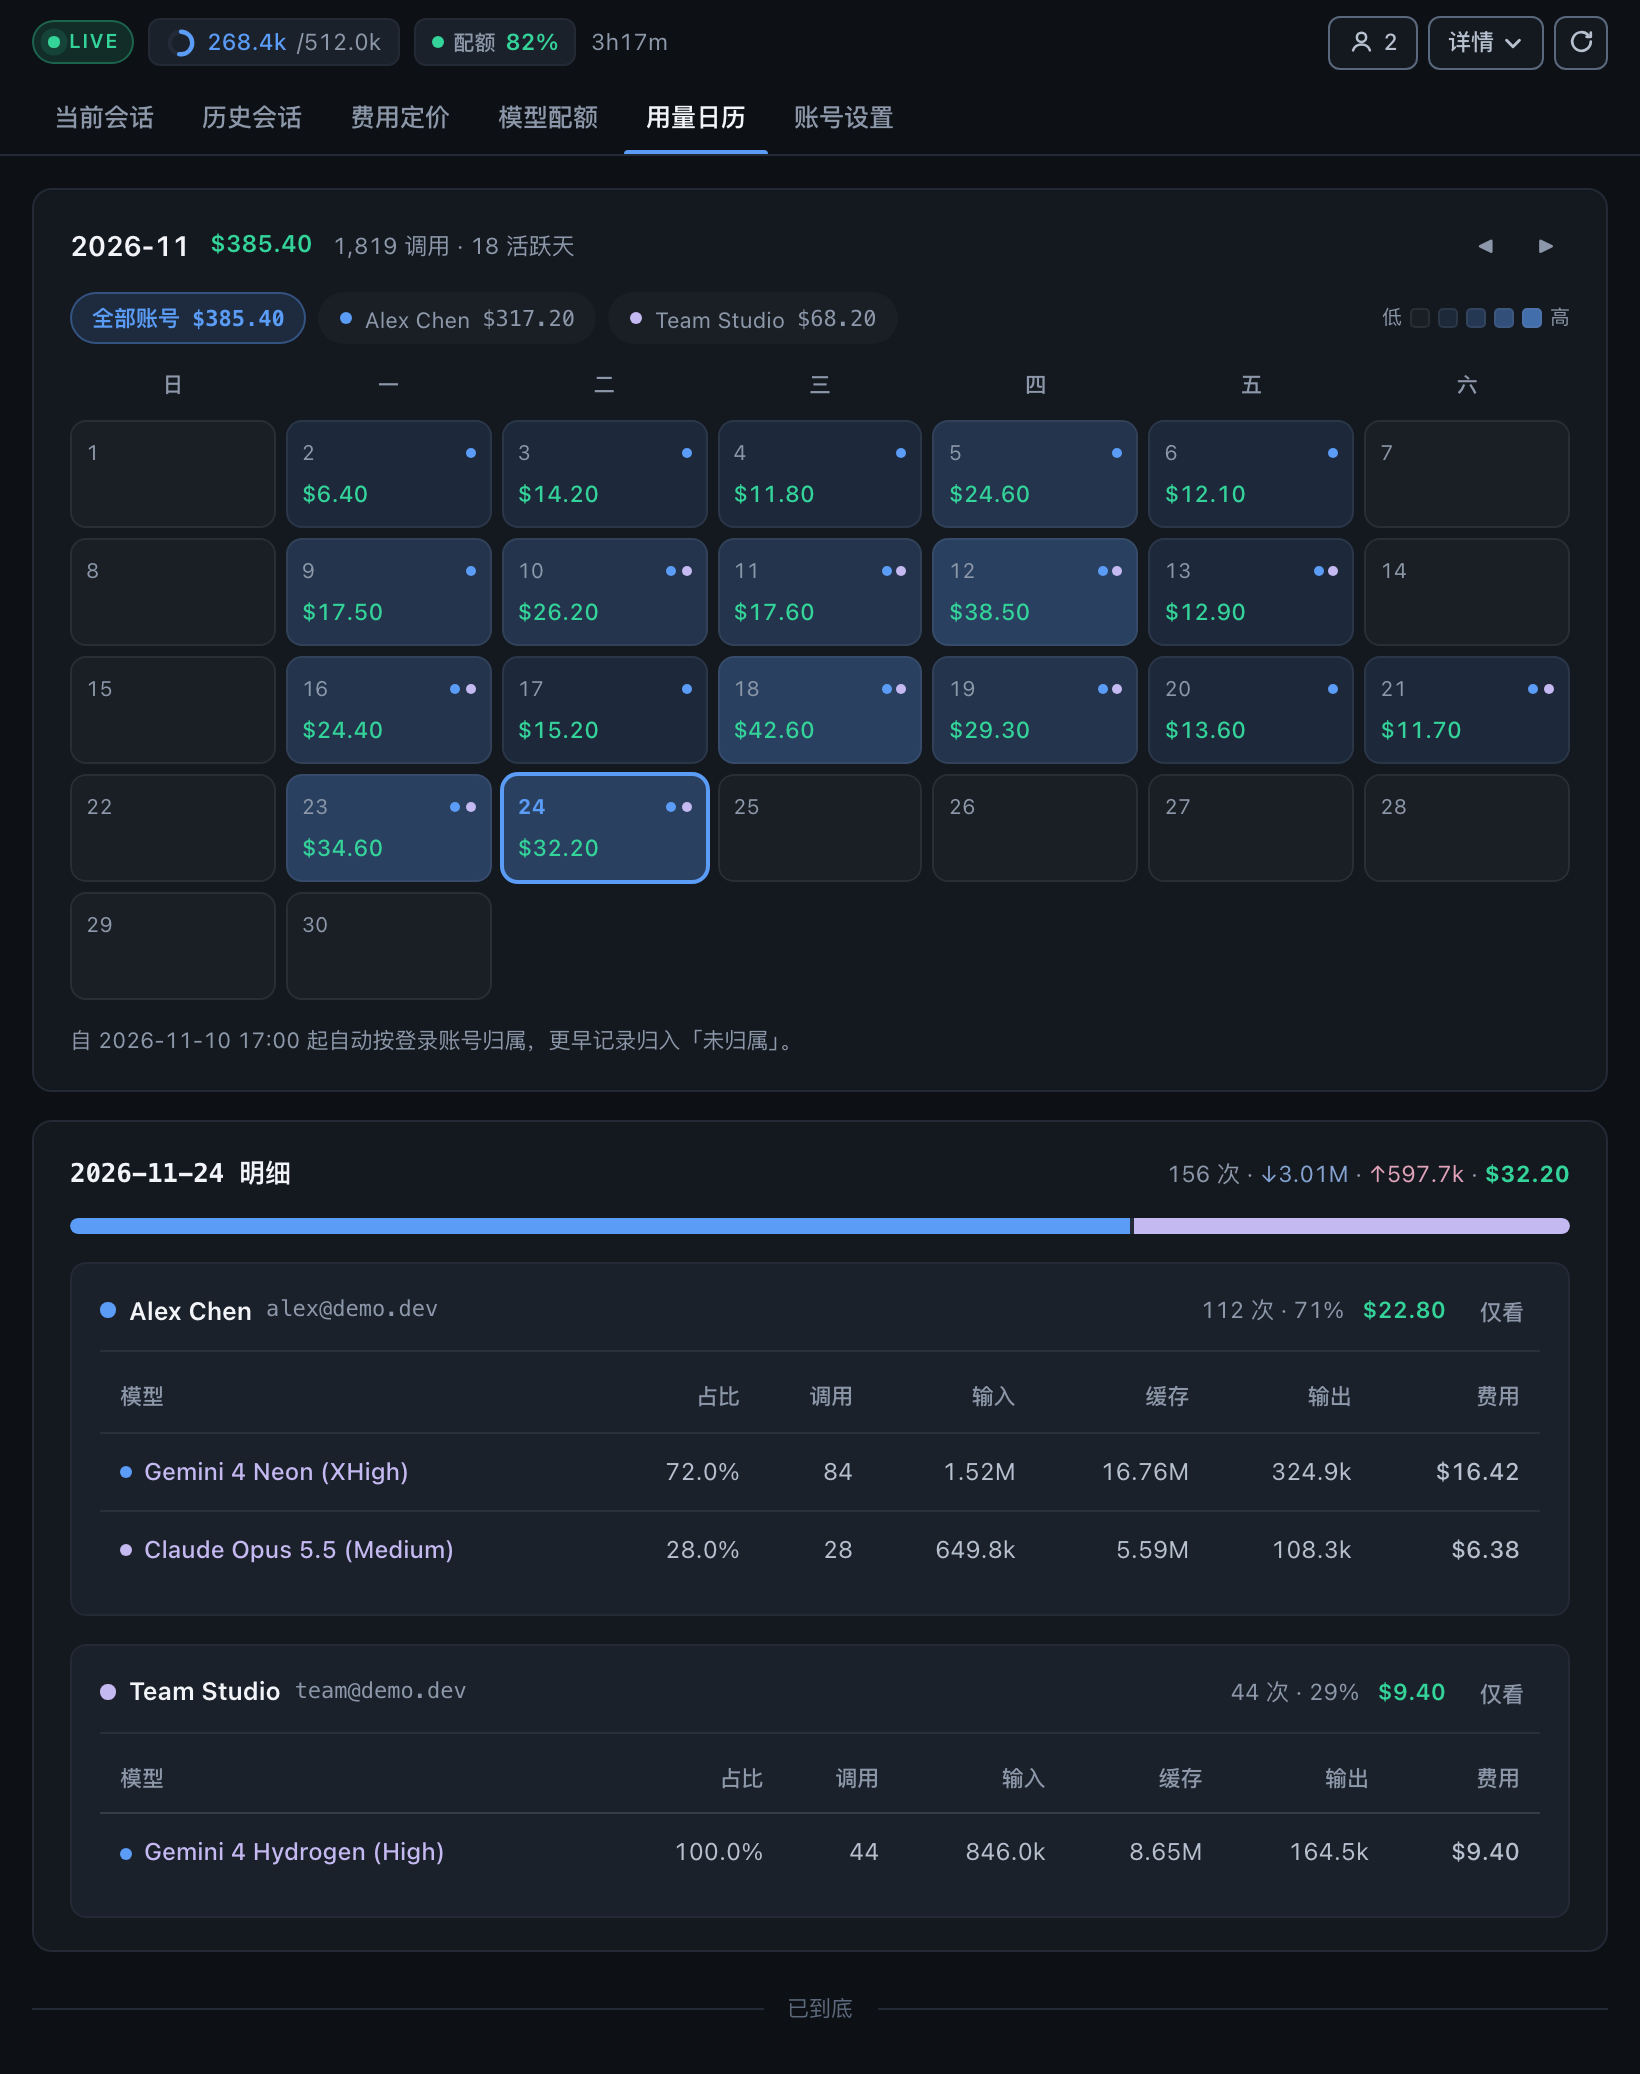 LIVE 268.4k /512.0k 配额 82% 3h17m 2 详情
当前会话 历史会话 费用定价 模型配额 用量日历 账号设置
2026-11 $385.40 1,819 调用 · 18 活跃天 ◀ ▶
全部账号 $385.40 Alex Chen $317.20 Team Studio $68.20 低 高
日 一 二 三 四 五 六
1 2 3 4 5 6 7
$6.40 $14.20 $11.80 $24.60 $12.10
8 9 10 11 12 13 14
$17.50 $26.20 $17.60 $38.50 $12.90
15 16 17 18 19 20 21
$24.40 $15.20 $42.60 $29.30 $13.60 $11.70
22 23 24 25 26 27 28
$34.60 $32.20
29 30
自 2026-11-10 17:00 起自动按登录账号归属，更早记录归入「未归属」。
2026-11-24 明细 156 次 · ↓3.01M · ↑597.7k · $32.20
Alex Chen alex@demo.dev 112 次 · 71% $22.80 仅看
模型 占比 调用 输入 缓存 输出 费用
Gemini 4 Neon (XHigh) 72.0% 84 1.52M 16.76M 324.9k $16.42
Claude Opus 5.5 (Medium) 28.0% 28 649.8k 5.59M 108.3k $6.38
Team Studio team@demo.dev 44 次 · 29% $9.40 仅看
模型 占比 调用 输入 缓存 输出 费用
Gemini 4 Hydrogen (High) 100.0% 44 846.0k 8.65M 164.5k $9.40
已到底